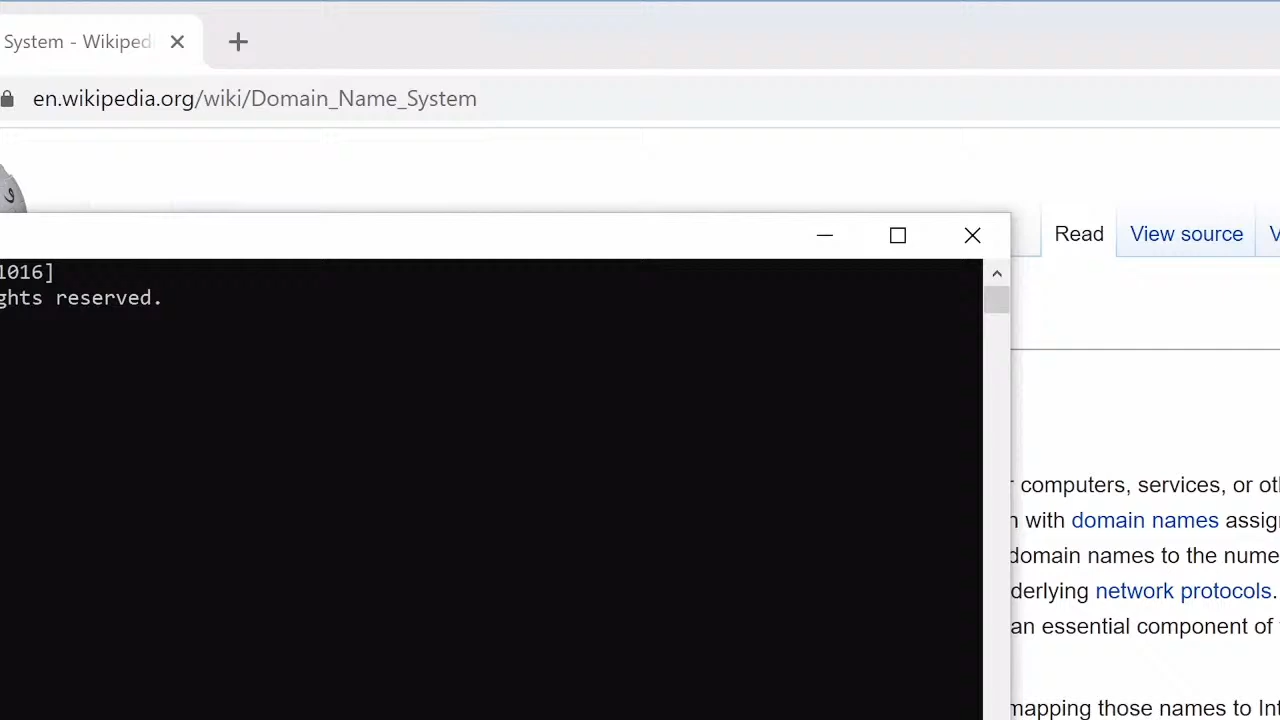 System - Wikiped
en.wikipedia.org/wiki/Domain_Name_System
Read View source
1016]
ghts reserved.
computers, services, or
with domain names assig
domain names to the nume
derlying network protocols.
an essential component of
mapping those names to Int